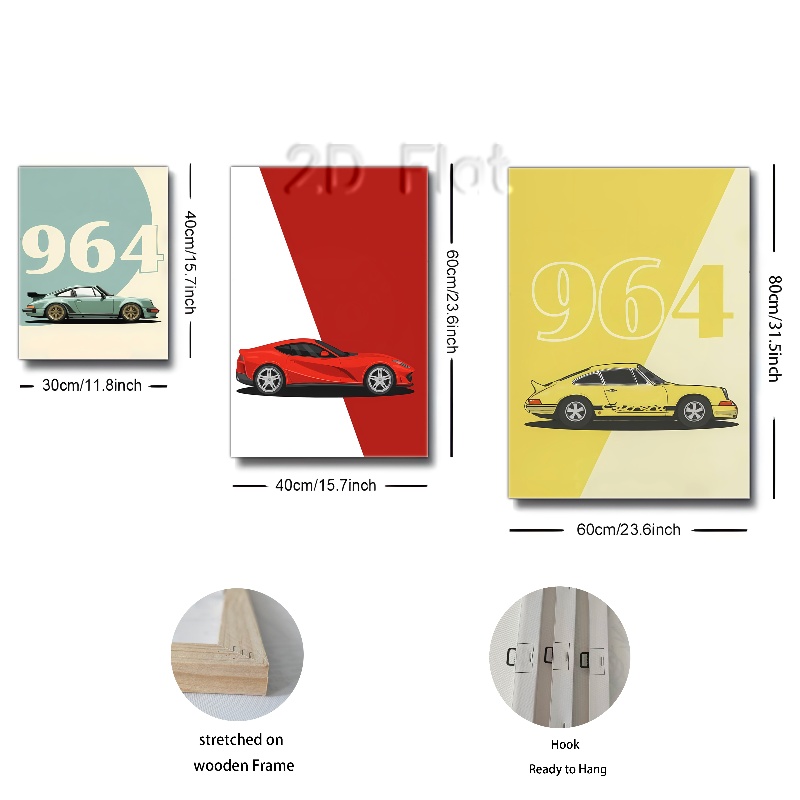 2D Flat
964
40cm/15.7inch
30cm/11.8inch
60cm/23.6inch
40cm/15.7inch
964
80cm/31.5inch
60cm/23.6inch
stretched on
wooden Frame
Hook
Ready to Hang